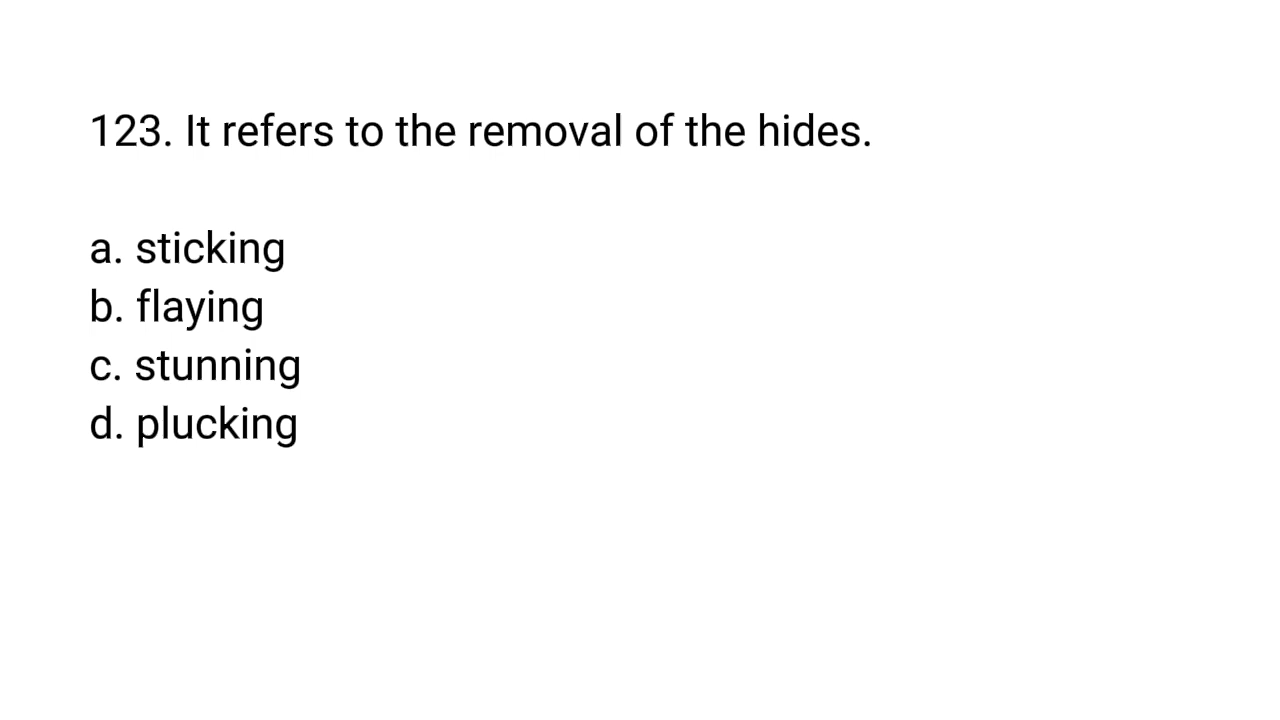 123. It refers to the removal of the hides.
a. sticking
b. flaying
c. stunning
d. plucking